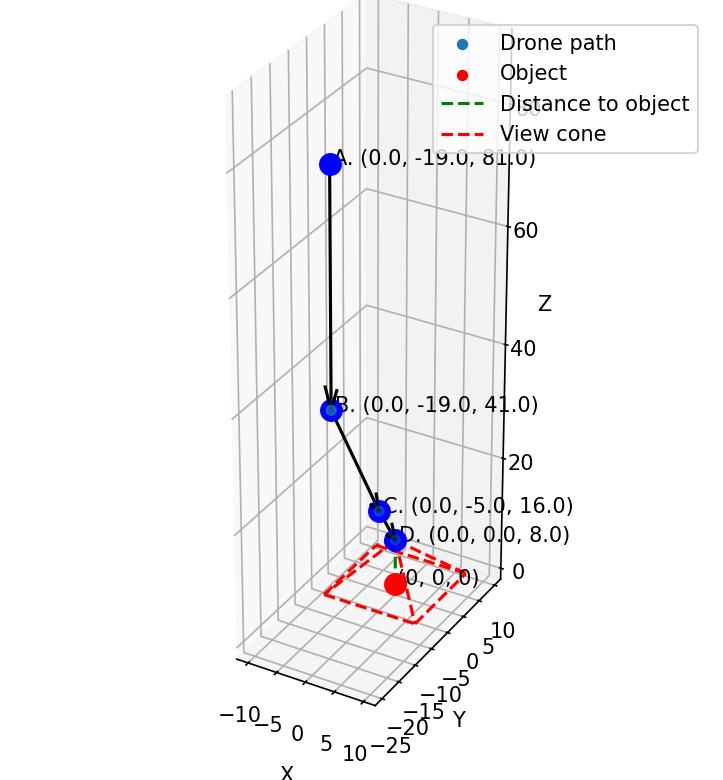 Drone path
Object
Distance to object
View cone
80
A. (0.0, -19.0, 81.0)
60
Z
40
B. (0.0, -19.0, 41.0)
20
C. (0.0, -5.0, 16.0)
D. (0.0, 0.0, 8.0)
(0, 0, 0)
0
10
5
0
−5
−10
−15
−20
−25
Y
−10
−5
0
5
10
X